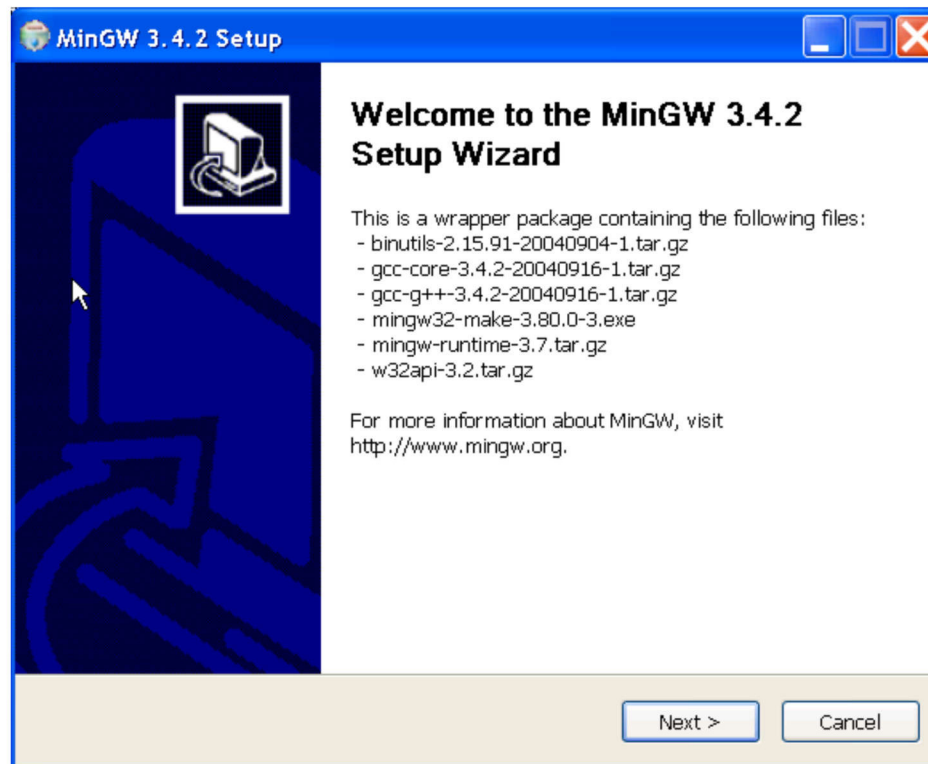 MinGW 3.4.2 Setup
Welcome to the MinGW 3.4.2
Setup Wizard
This is a wrapper package containing the following files:
- binutils-2.15.91-20040904-1.tar.gz
- gcc-core-3.4.2-20040916-1.tar.gz
- gcc-g++-3.4.2-20040916-1.tar.gz
- mingw32-make-3.80.0-3.exe
- mingw-runtime-3.7.tar.gz
- w32api-3.2.tar.gz
For more information about MinGW, visit
http://www.mingw.org.
Next >
Cancel